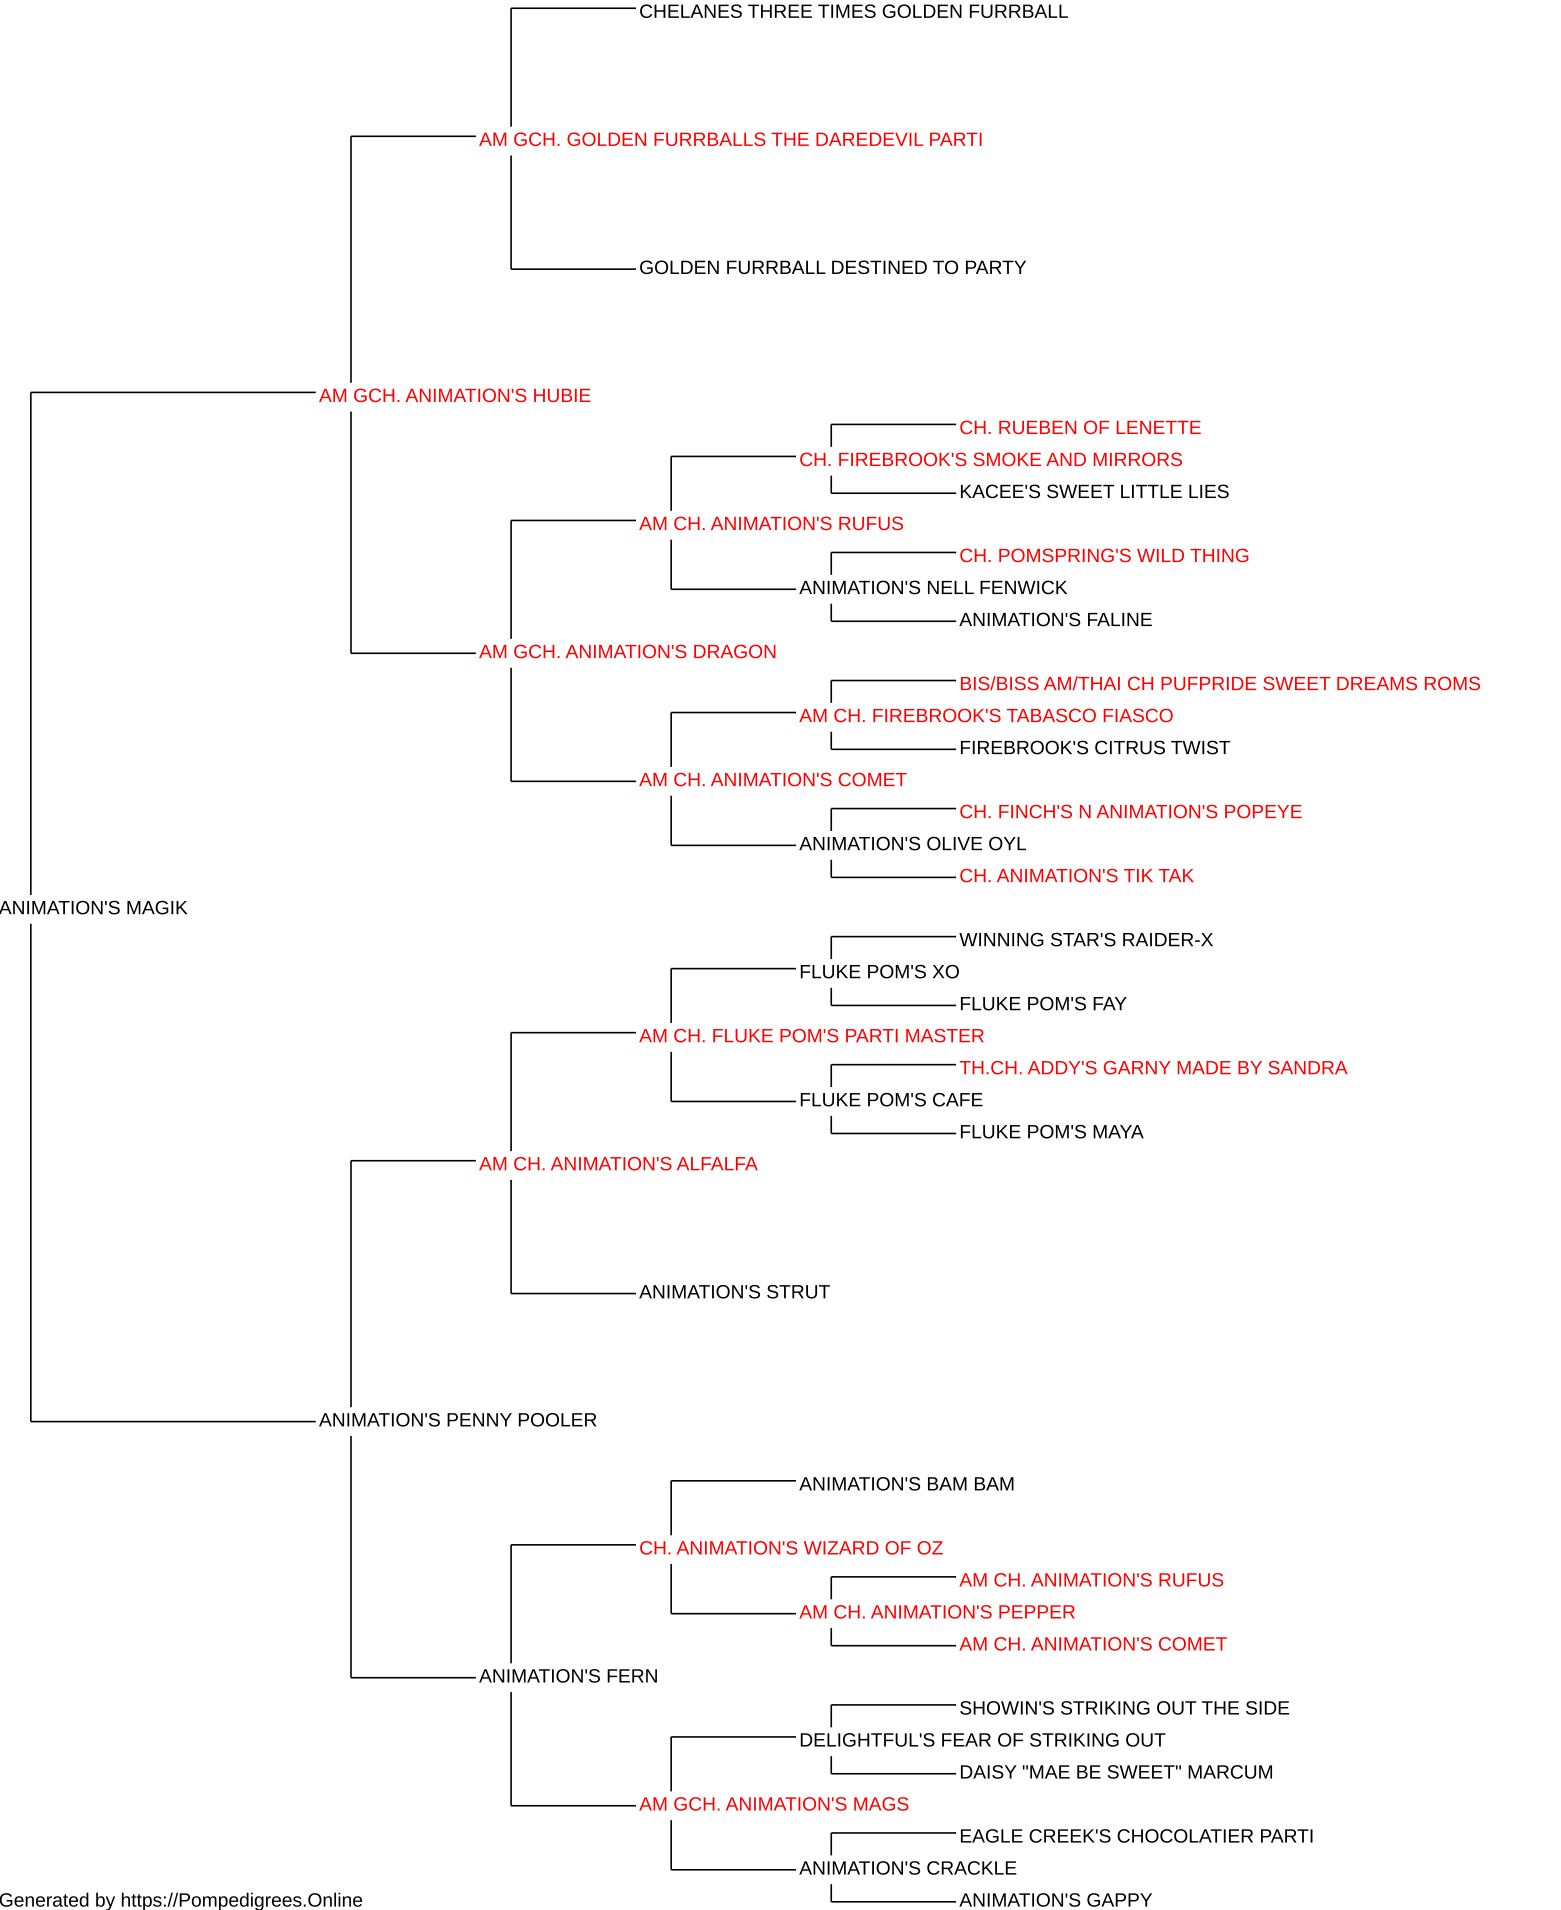 CHELANES THREE TIMES GOLDEN FURRBALL
AM GCH. GOLDEN FURRBALLS THE DAREDEVIL PARTI
GOLDEN FURRBALL DESTINED TO PARTY
AM GCH. ANIMATION'S HUBIE
CH. RUEBEN OF LENETTE
CH. FIREBROOK'S SMOKE AND MIRRORS
KACEE'S SWEET LITTLE LIES
AM CH. ANIMATION'S RUFUS
CH. POMSPRING'S WILD THING
ANIMATION'S NELL FENWICK
ANIMATION'S FALINE
AM GCH. ANIMATION'S DRAGON
BIS/BISS AM/THAI CH PUFPRIDE SWEET DREAMS ROMS
AM CH. FIREBROOK'S TABASCO FIASCO
FIREBROOK'S CITRUS TWIST
AM CH. ANIMATION'S COMET
CH. FINCH'S N ANIMATION'S POPEYE
ANIMATION'S OLIVE OYL
CH. ANIMATION'S TIK TAK
ANIMATION'S MAGIK
WINNING STAR'S RAIDER-X
FLUKE POM'S XO
FLUKE POM'S FAY
AM CH. FLUKE POM'S PARTI MASTER
TH.CH. ADDY'S GARNY MADE BY SANDRA
FLUKE POM'S CAFE
FLUKE POM'S MAYA
AM CH. ANIMATION'S ALFALFA
ANIMATION'S STRUT
ANIMATION'S PENNY POOLER
ANIMATION'S BAM BAM
CH. ANIMATION'S WIZARD OF OZ
AM CH. ANIMATION'S RUFUS
AM CH. ANIMATION'S PEPPER
AM CH. ANIMATION'S COMET
ANIMATION'S FERN
SHOWIN'S STRIKING OUT THE SIDE
DELIGHTFUL'S FEAR OF STRIKING OUT
DAISY "MAE BE SWEET" MARCUM
AM GCH. ANIMATION'S MAGS
EAGLE CREEK'S CHOCOLATIER PARTI
ANIMATION'S CRACKLE
ANIMATION'S GAPPY
Generated by https://Pompedigrees.Online